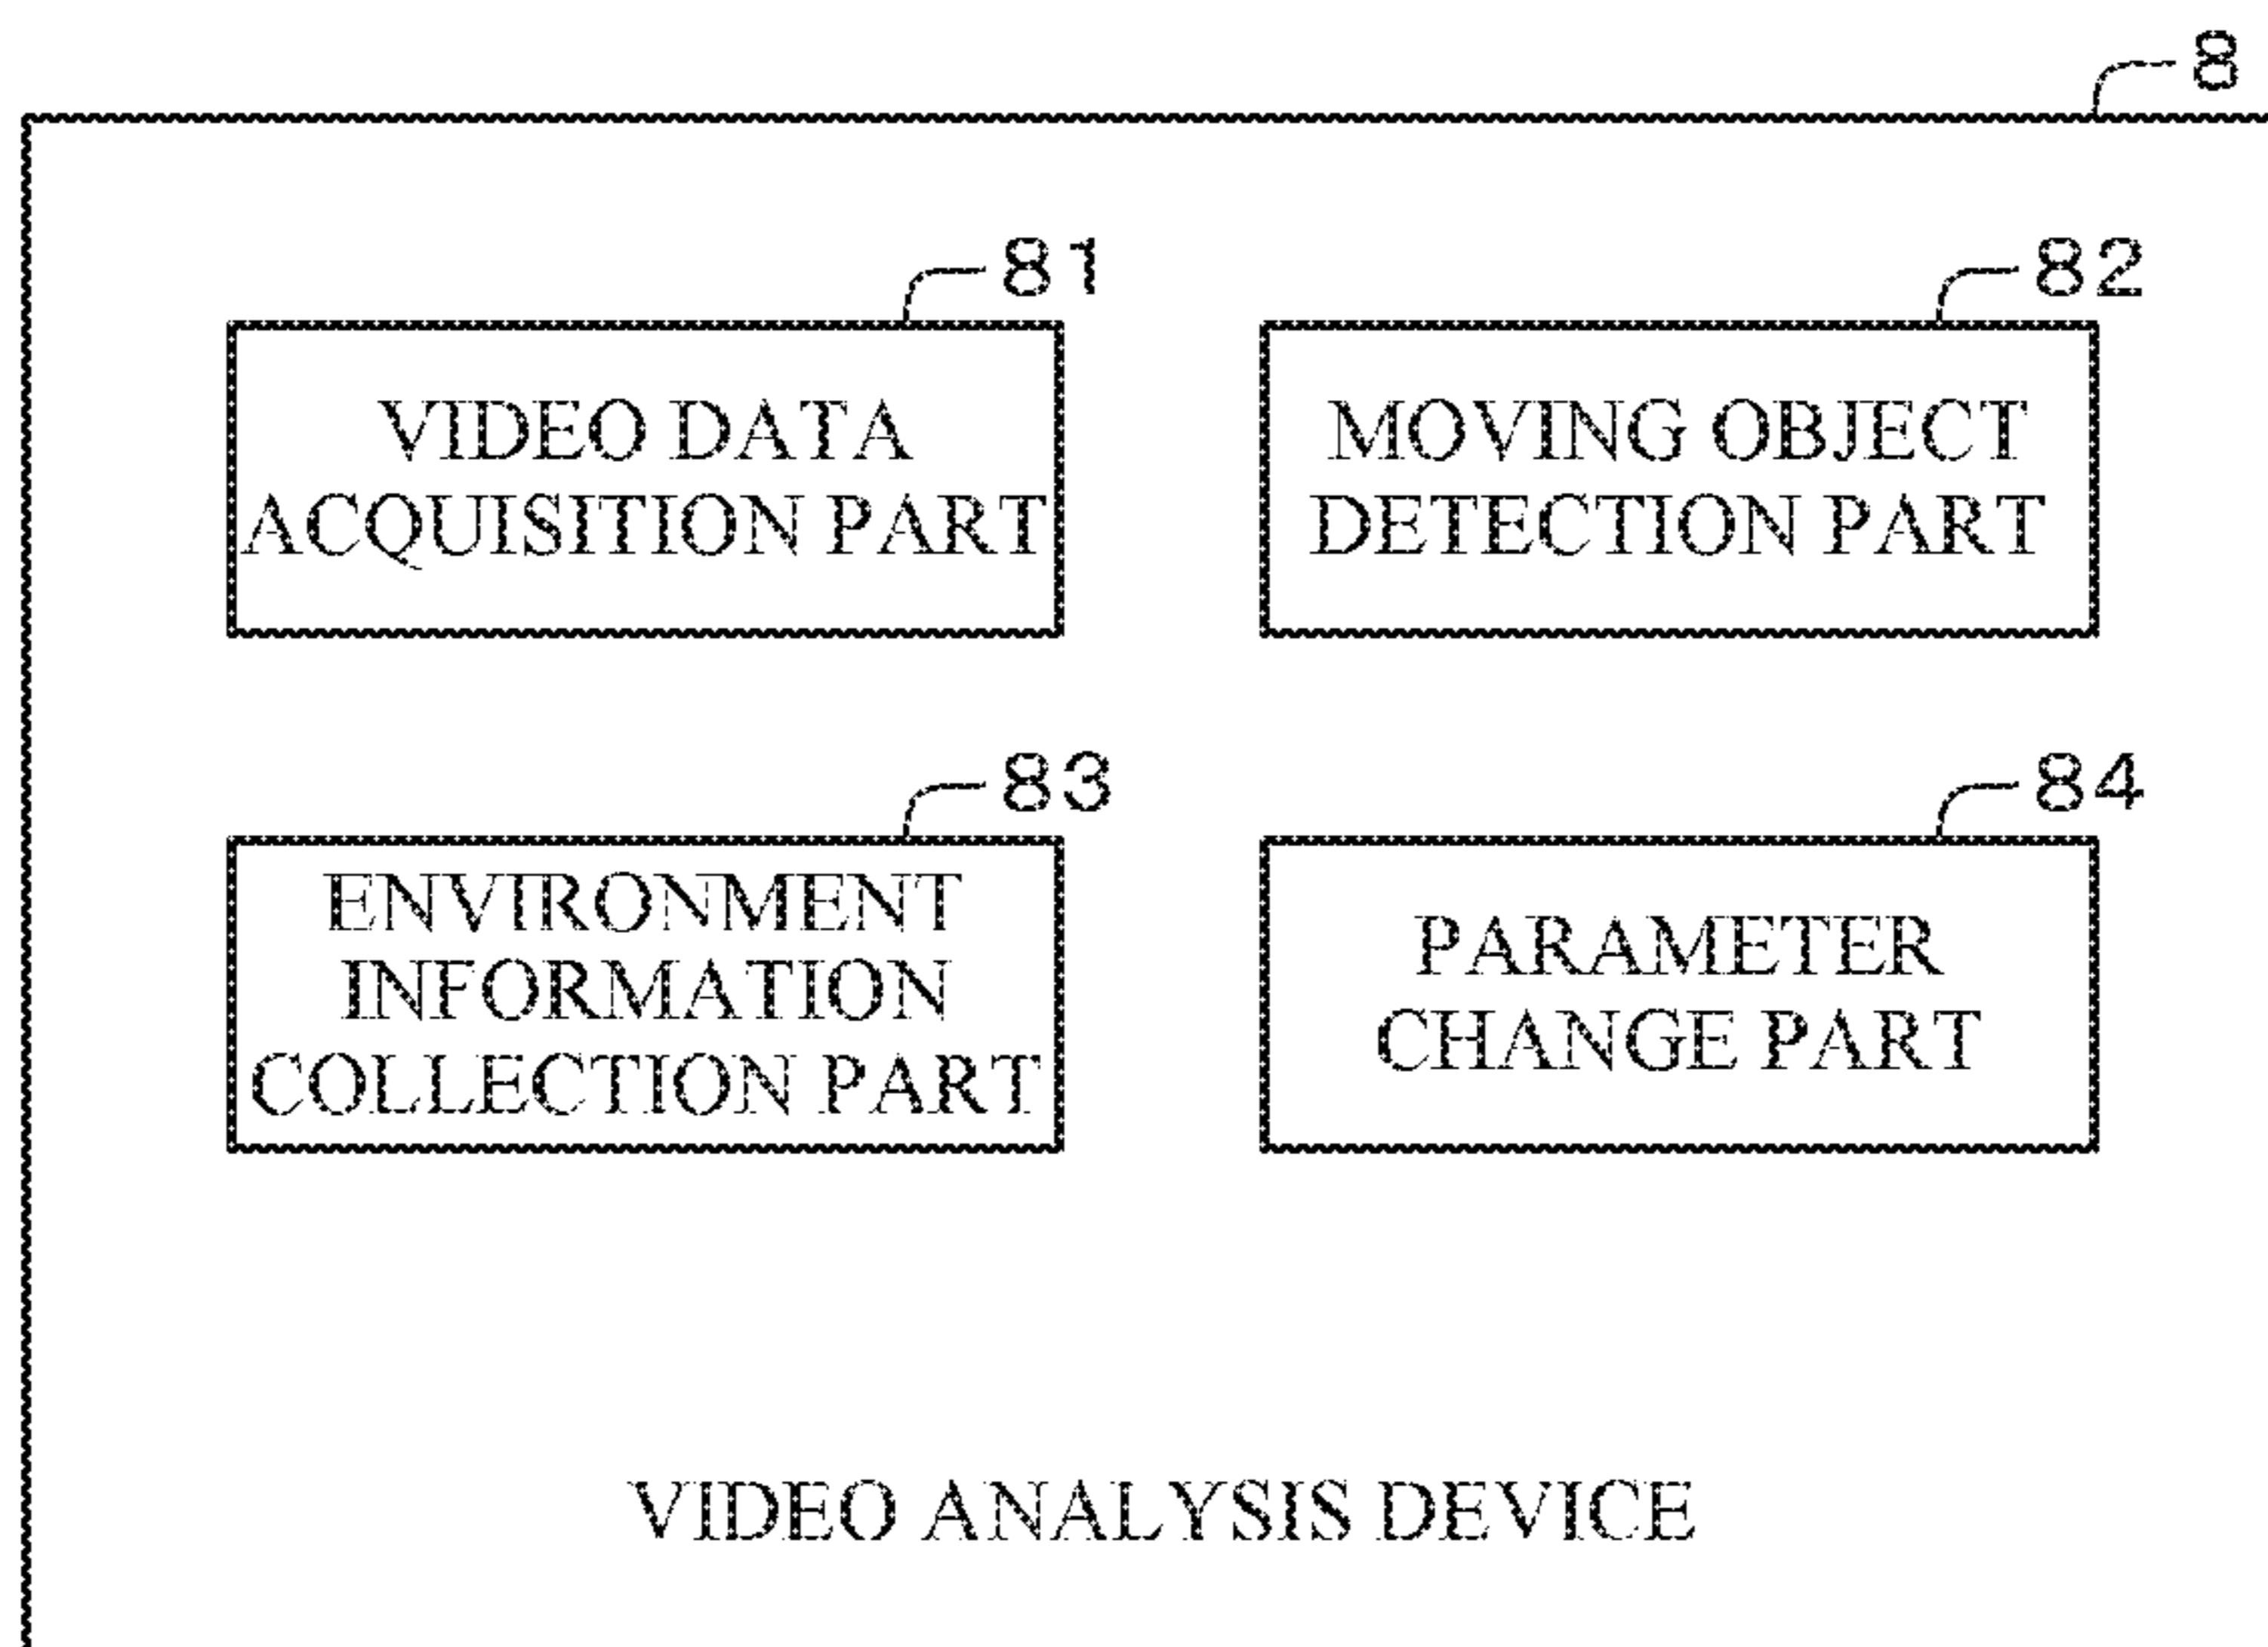 8
81
VIDEO DATA
ACQUISITION PART
82
MOVING OBJECT
DETECTION PART
83
ENVIRONMENT
INFORMATION
COLLECTION PART
84
PARAMETER
CHANGE PART
VIDEO ANALYSIS DEVICE